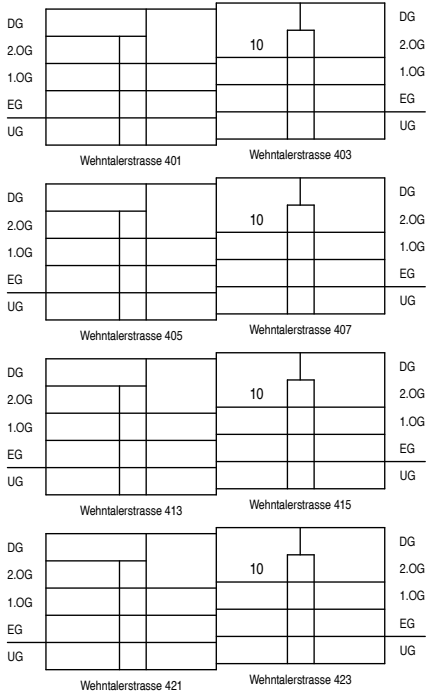 DG
DG
2.OG
10
2.OG
1.OG
1.OG
EG
EG
UG
UG
Wehntalerstrasse 401
Wehntalerstrasse 403
DG
DG
2.OG
10
2.OG
1.OG
1.OG
EG
EG
UG
UG
Wehntalerstrasse 405
Wehntalerstrasse 407
DG
DG
2.OG
10
2.OG
1.OG
1.OG
EG
EG
UG
UG
Wehntalerstrasse 413
Wehntalerstrasse 415
DG
DG
2.OG
10
2.OG
1.OG
1.OG
EG
EG
UG
UG
Wehntalerstrasse 421
Wehntalerstrasse 423